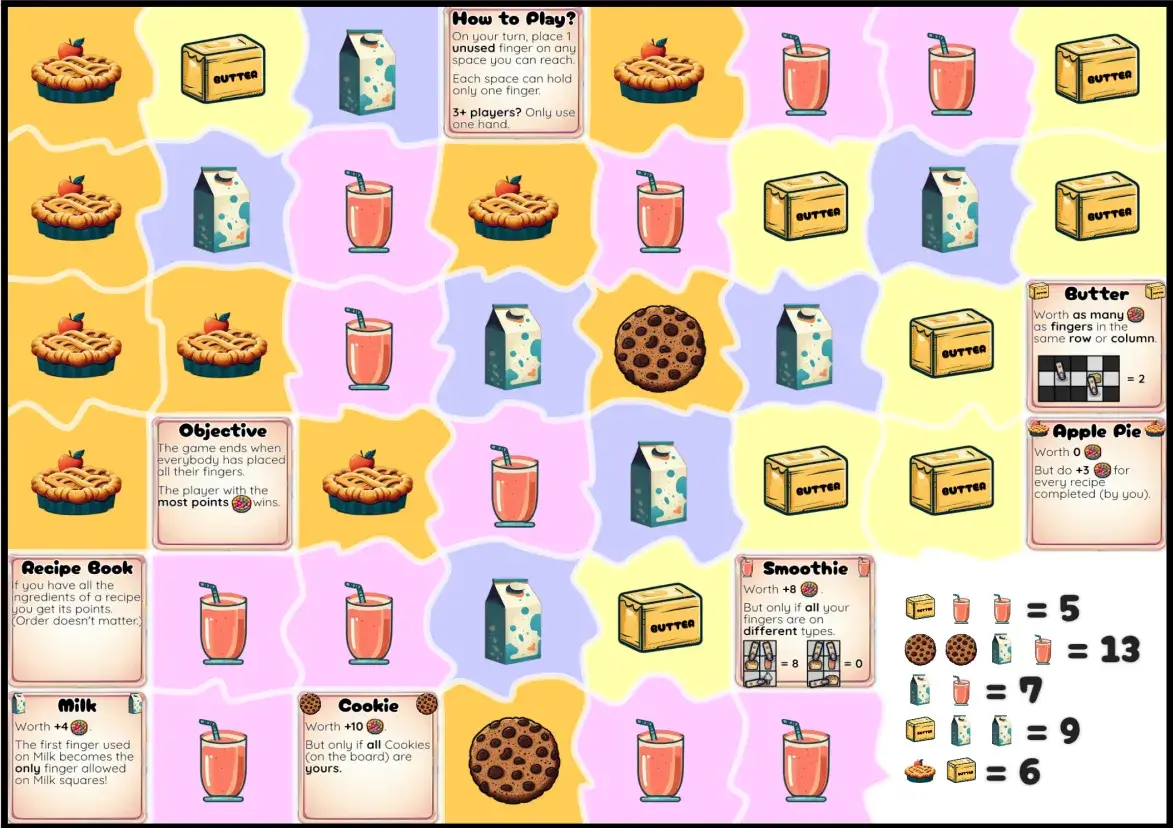 How to Play?
On your turn, place 1
unused finger on any
space you can reach.
Each space can hold
only one finger.
3+ players? Only use
one hand.
BUTTER
BUTTER
BUTTER
BUTTER
BUTTER
Butter
Worth as many
as fingers in the
same row or column.
= 2
Objective
The game ends when
everybody has placed
all their fingers.
The player with the
most points wins.
BUTTER
BUTTER
Apple Pie
Worth 0
But do +3 for
every recipe
completed (by you).
Recipe Book
If you have all the
ingredients of a recipe,
you get its points.
(Order doesn't matter.)
BUTTER
Smoothie
Worth +8 .
But only if all your
fingers are on
different types.
= 8 = 0
= 5
= 13
= 7
= 9
= 6
Milk
Worth +4 .
The first finger used
on Milk becomes the
only finger allowed
on Milk squares!
Cookie
Worth +10 .
But only if all Cookies
(on the board) are
yours.